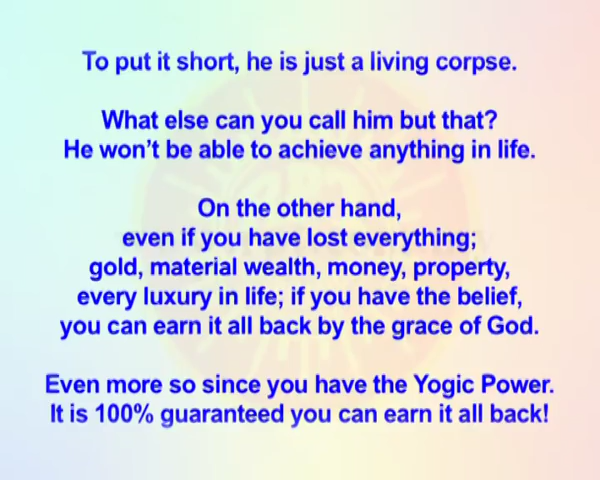 To put it short, he is just a living corpse.
What else can you call him but that?
He won't be able to achieve anything in life.
On the other hand,
even if you have lost everything;
gold, material wealth, money, property,
every luxury in life; if you have the belief,
you can earn it all back by the grace of God.
Even more so since you have the Yogic Power.
It is 100% guaranteed you can earn it all back!